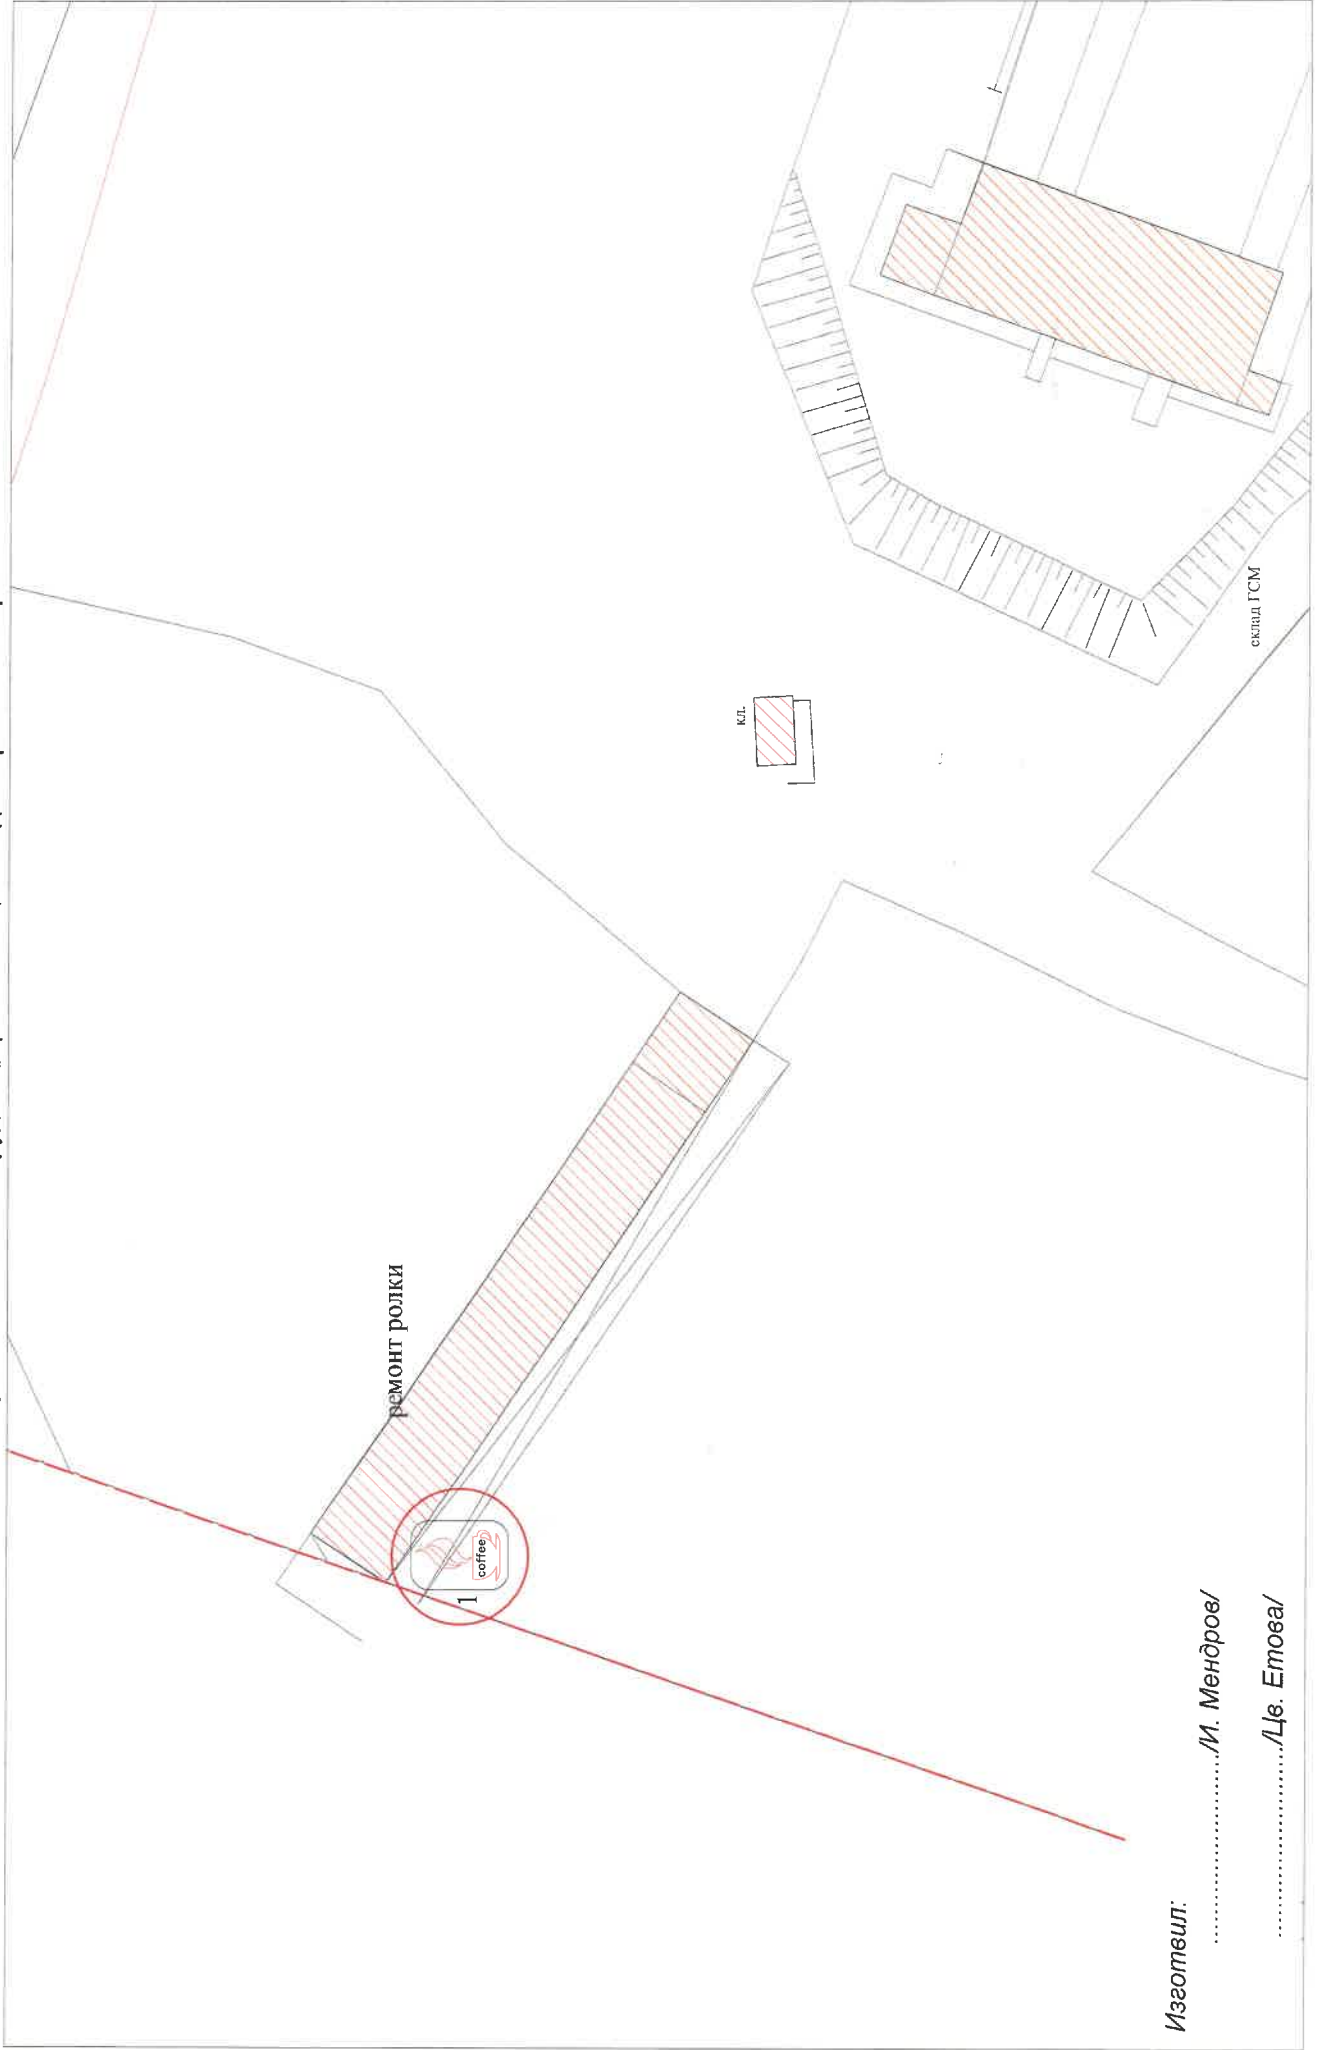 ремонт ролки
1
coffee
кл.
склад ГСМ
Изготвил:
............................/И. Мендров/
............................/Цв. Етова/